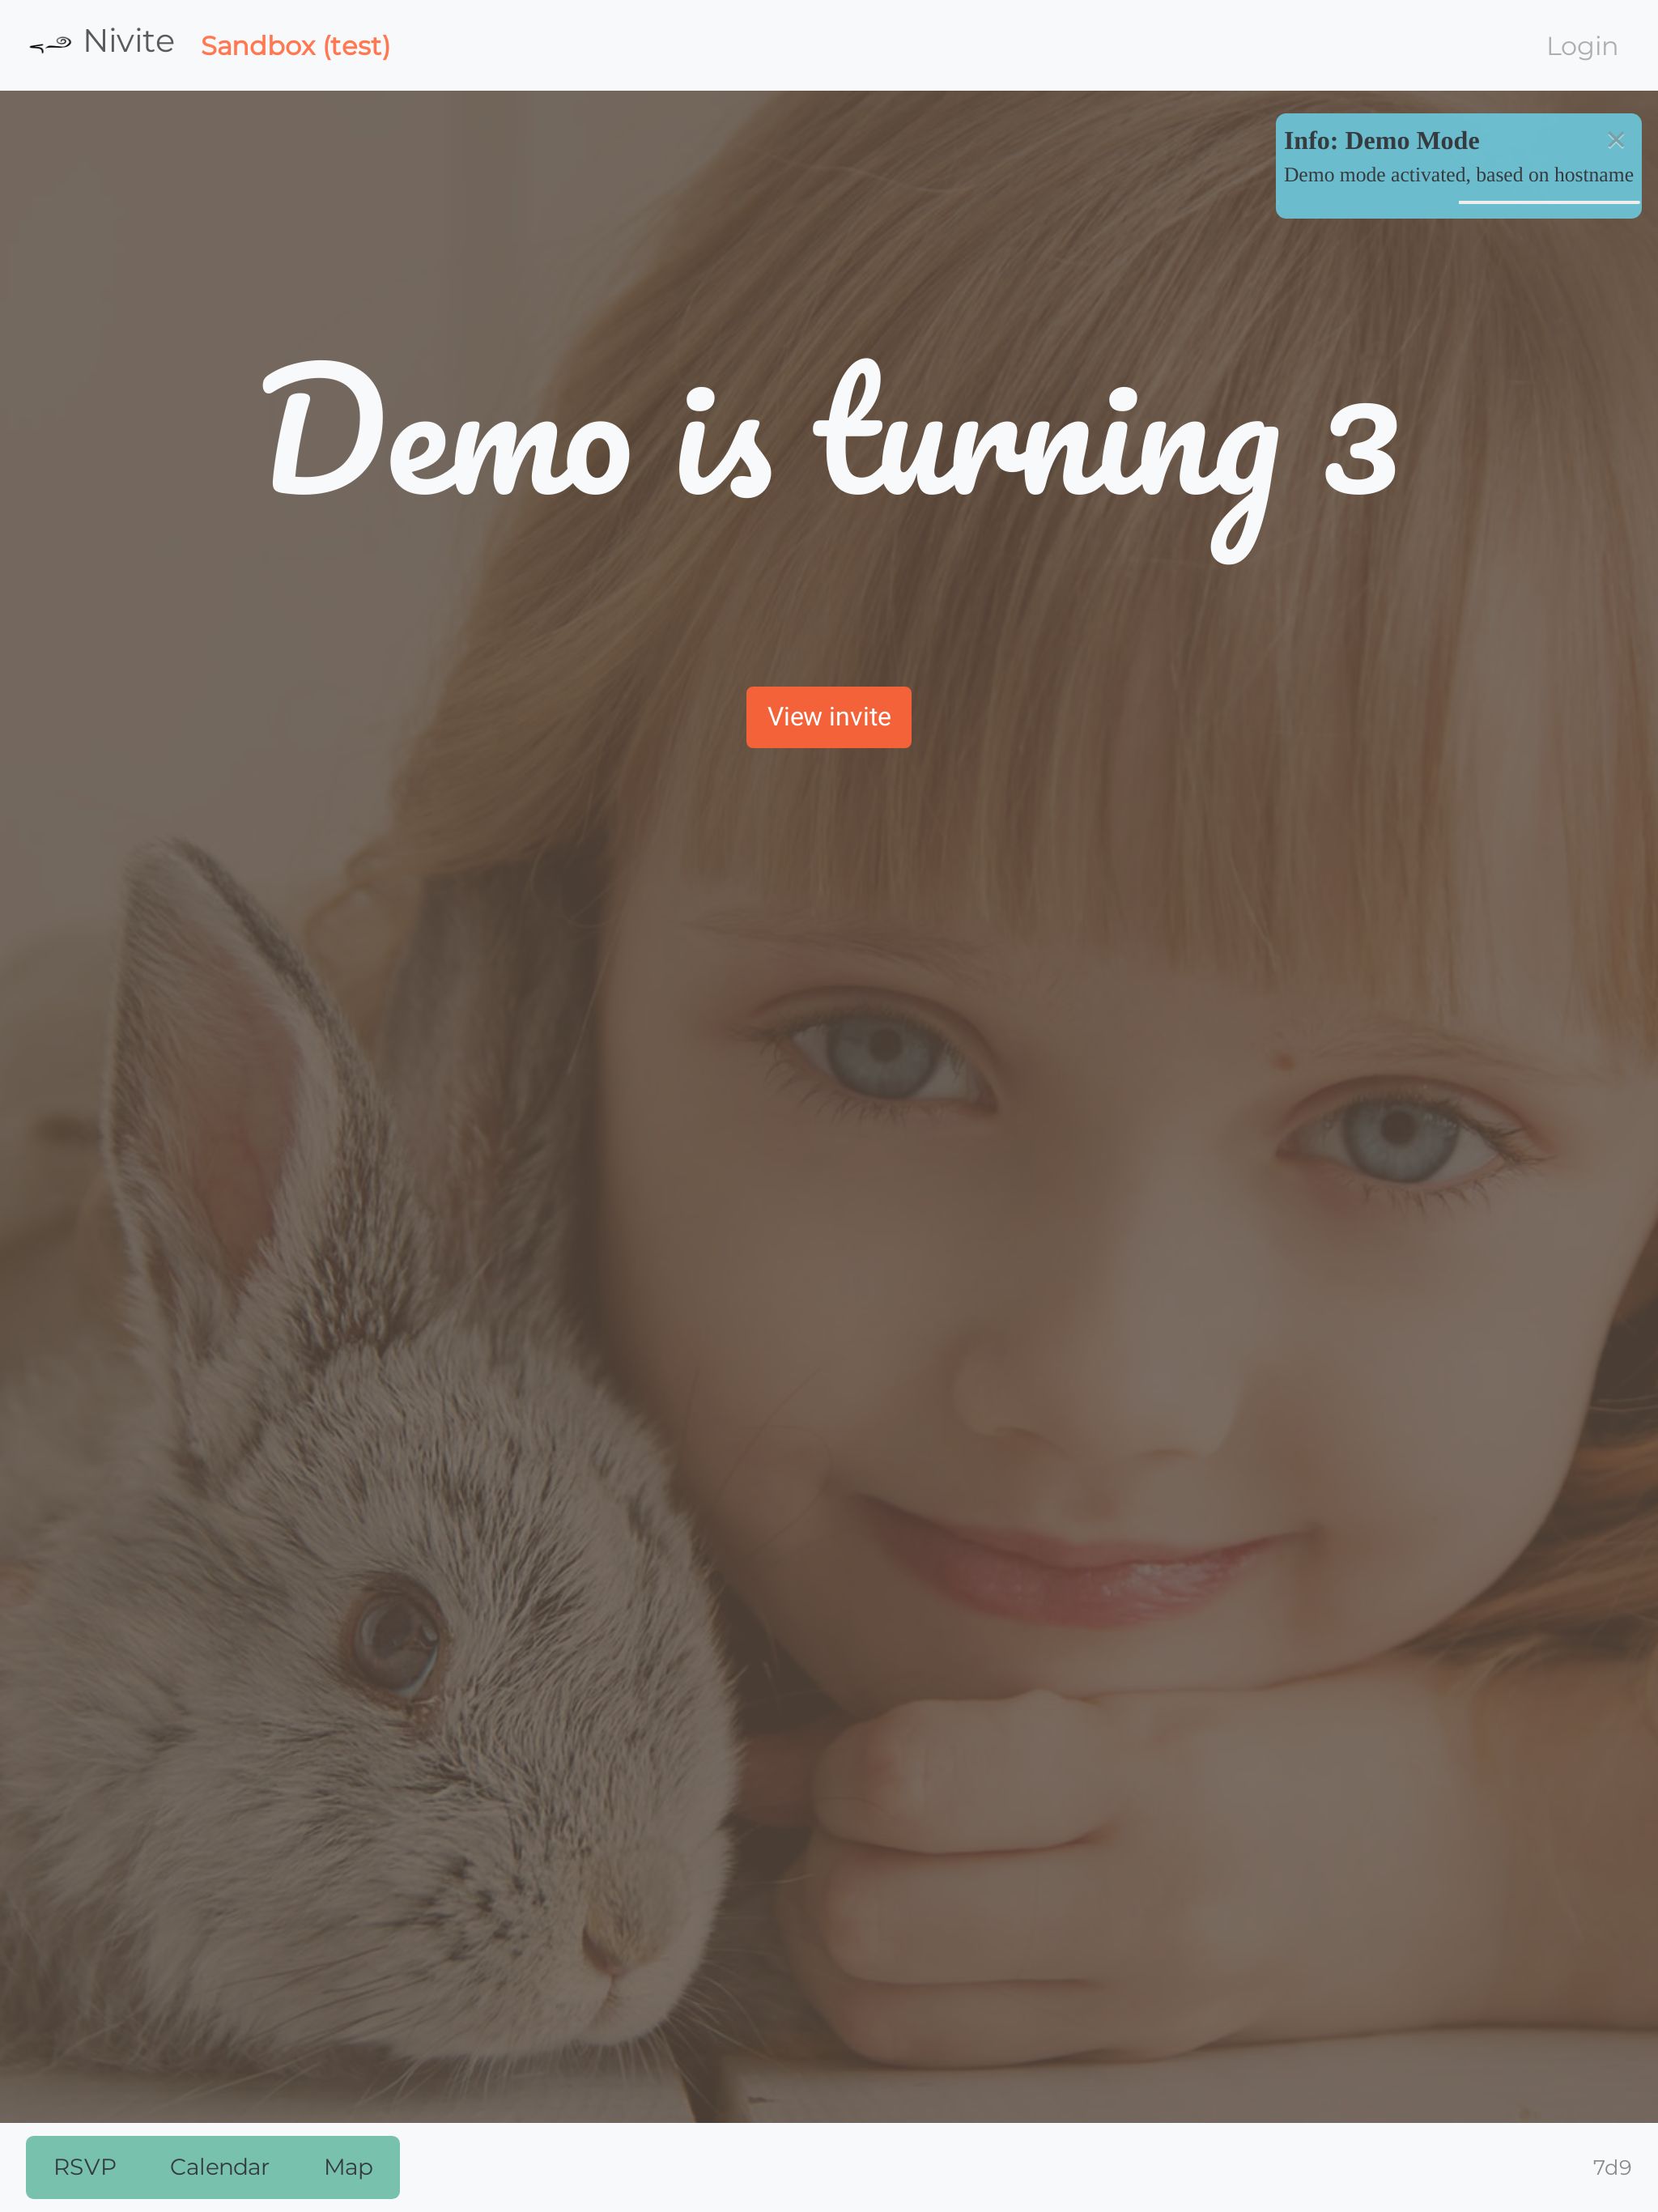 Nivite Sandbox (test) Login
Info: Demo Mode ×
Demo mode activated, based on hostname
Demo is turning 3
View invite
RSVP Calendar Map 7d9